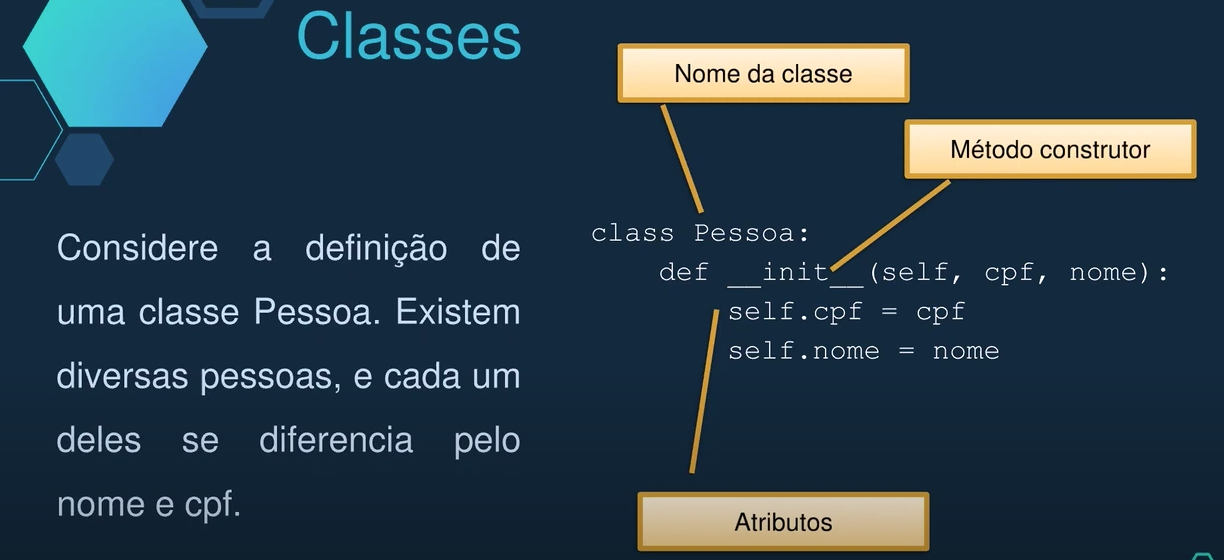 Classes
Considere a definição de
uma classe Pessoa. Existem
diversas pessoas, e cada um
deles se diferencia pelo
nome e cpf.
Nome da classe
Método construtor
class Pessoa:
    def __init__(self, cpf, nome):
        self.cpf = cpf
        self.nome = nome
Atributos